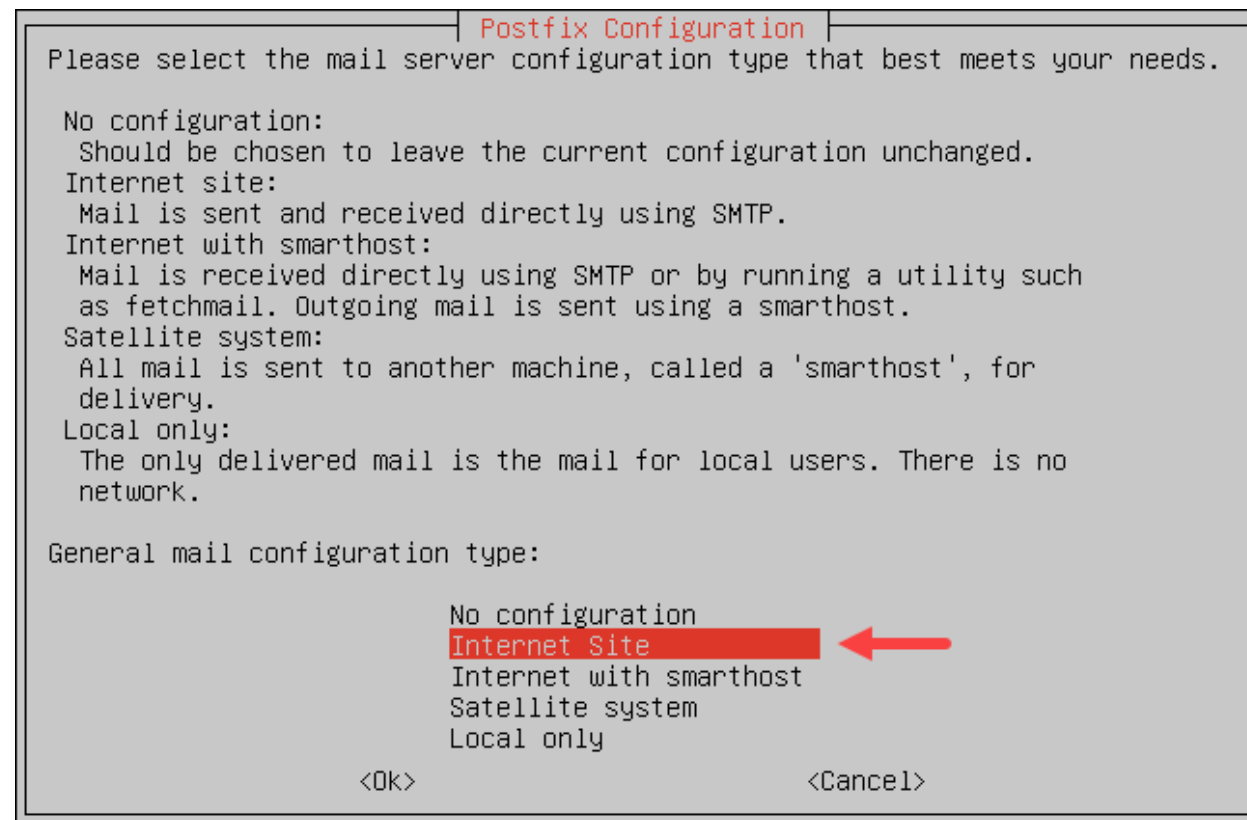 Postfix Configuration
Please select the mail server configuration type that best meets your needs.
No configuration:
Should be chosen to leave the current configuration unchanged.
Internet site:
Mail is sent and received directly using SMTP.
Internet with smarthost:
Mail is received directly using SMTP or by running a utility such
as fetchmail. Outgoing mail is sent using a smarthost.
Satellite system:
All mail is sent to another machine, called a 'smarthost', for
delivery.
Local only:
The only delivered mail is the mail for local users. There is no
network.
General mail configuration type:
No configuration
Internet Site
Internet with smarthost
Satellite system
Local only
<Ok> <Cancel>